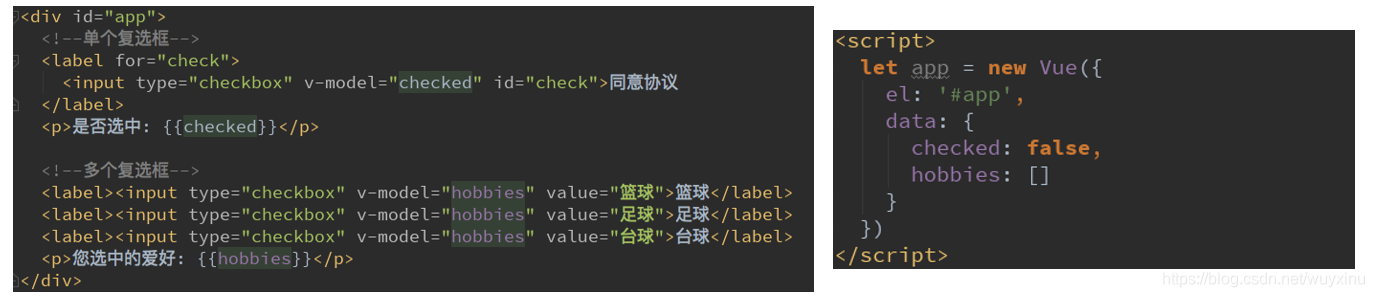 <div id="app">
<!--单个复选框-->
<label for="check">
<input type="checkbox" v-model="checked" id="check">同意协议
</label>
<p>是否选中: {{checked}}</p>
<!--多个复选框-->
<label><input type="checkbox" v-model="hobbies" value="篮球">篮球</label>
<label><input type="checkbox" v-model="hobbies" value="足球">足球</label>
<label><input type="checkbox" v-model="hobbies" value="台球">台球</label>
<p>您选中的爱好: {{hobbies}}</p>
</div>
<script>
let app = new Vue({
el: '#app',
data: {
checked: false,
hobbies: []
}
})
</script>
https://blog.csdn.net/wuyxinu